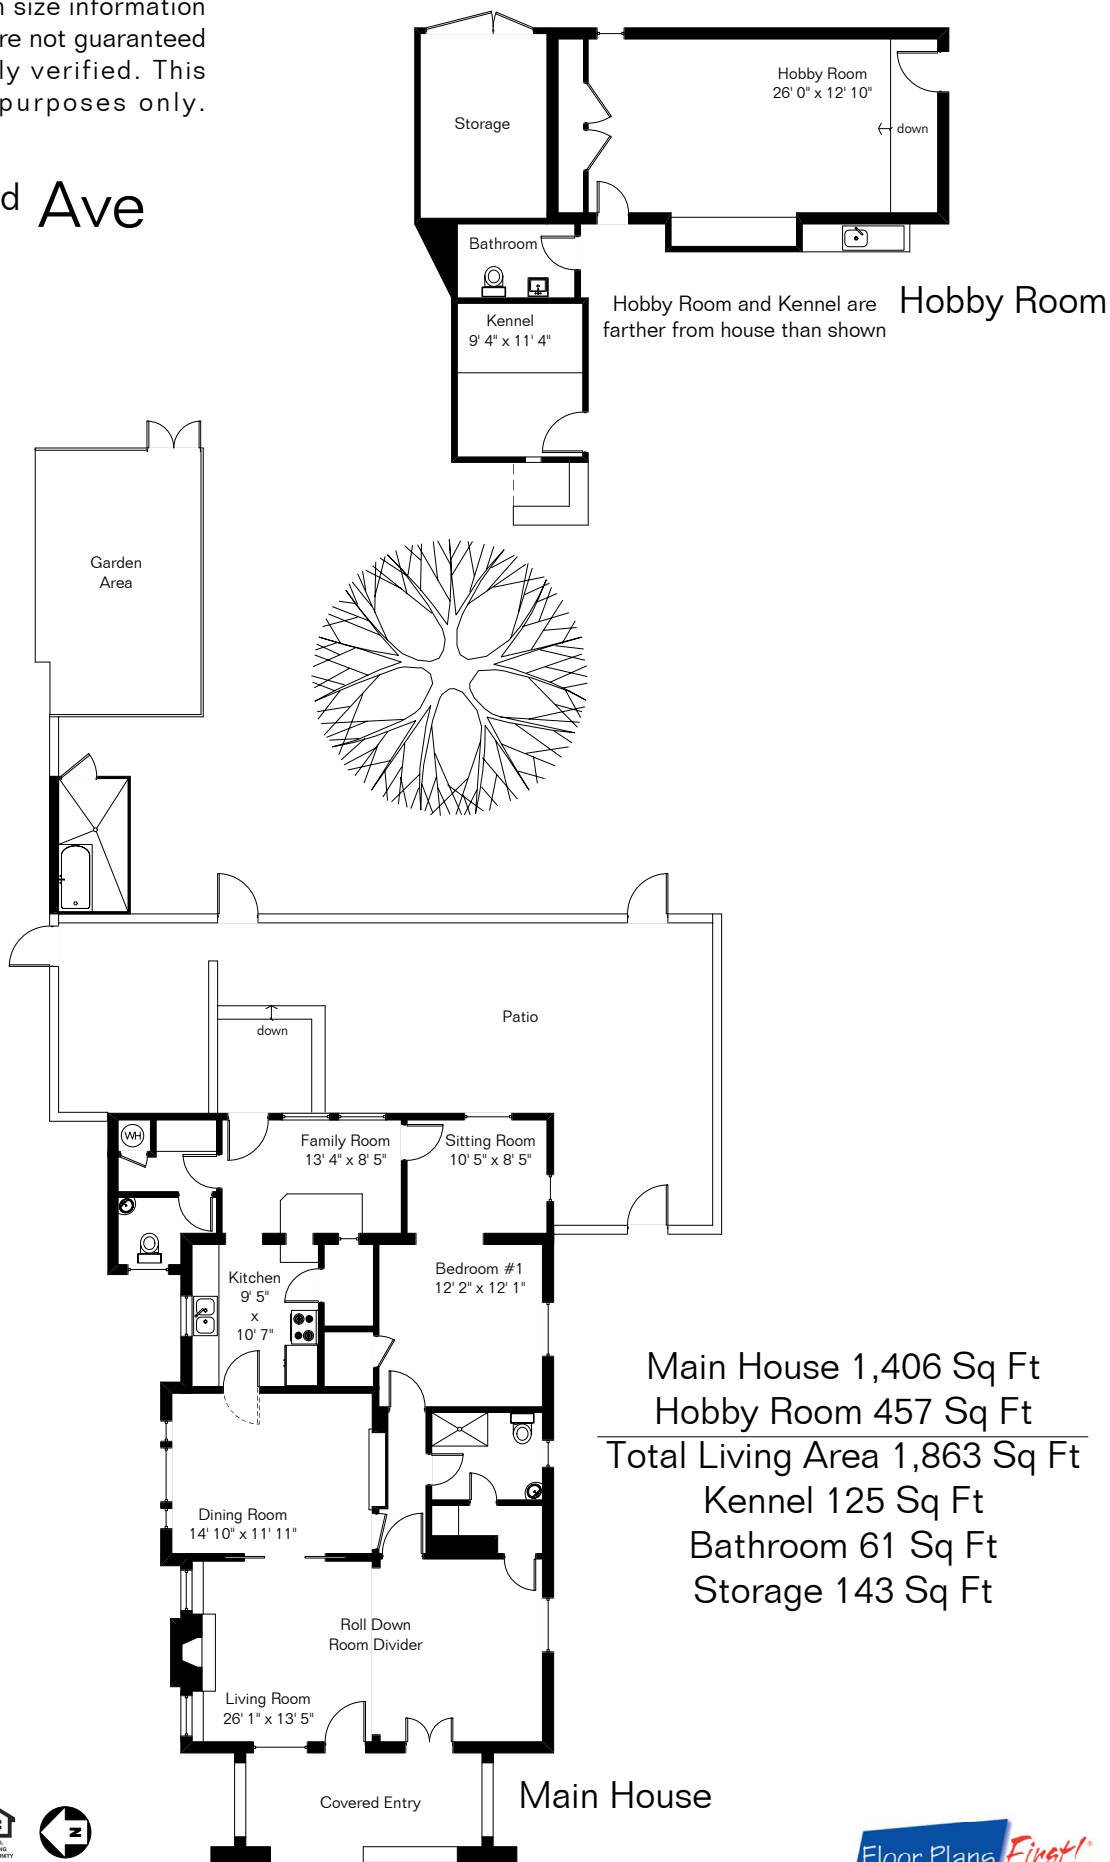 size information
re not guaranteed
ly verified. This
purposes only.
Ave
Hobby Room
26' 0" x 12' 10"
Storage
down
Bathroom
Hobby Room and Kennel are
farther from house than shown
Hobby Room
Kennel
9' 4" x 11' 4"
Garden
Area
Patio
down
WH
Family Room
13' 4" x 8' 5"
Sitting Room
10' 5" x 8' 5"
Kitchen
9' 5"
x
10' 7"
Bedroom #1
12' 2" x 12' 1"
Main House 1,406 Sq Ft
Hobby Room 457 Sq Ft
Total Living Area 1,863 Sq Ft
Kennel 125 Sq Ft
Bathroom 61 Sq Ft
Storage 143 Sq Ft
Dining Room
14' 10" x 11' 11"
Roll Down
Room Divider
Living Room
26' 1" x 13' 5"
Covered Entry
Main House
N
Floor Plans First!